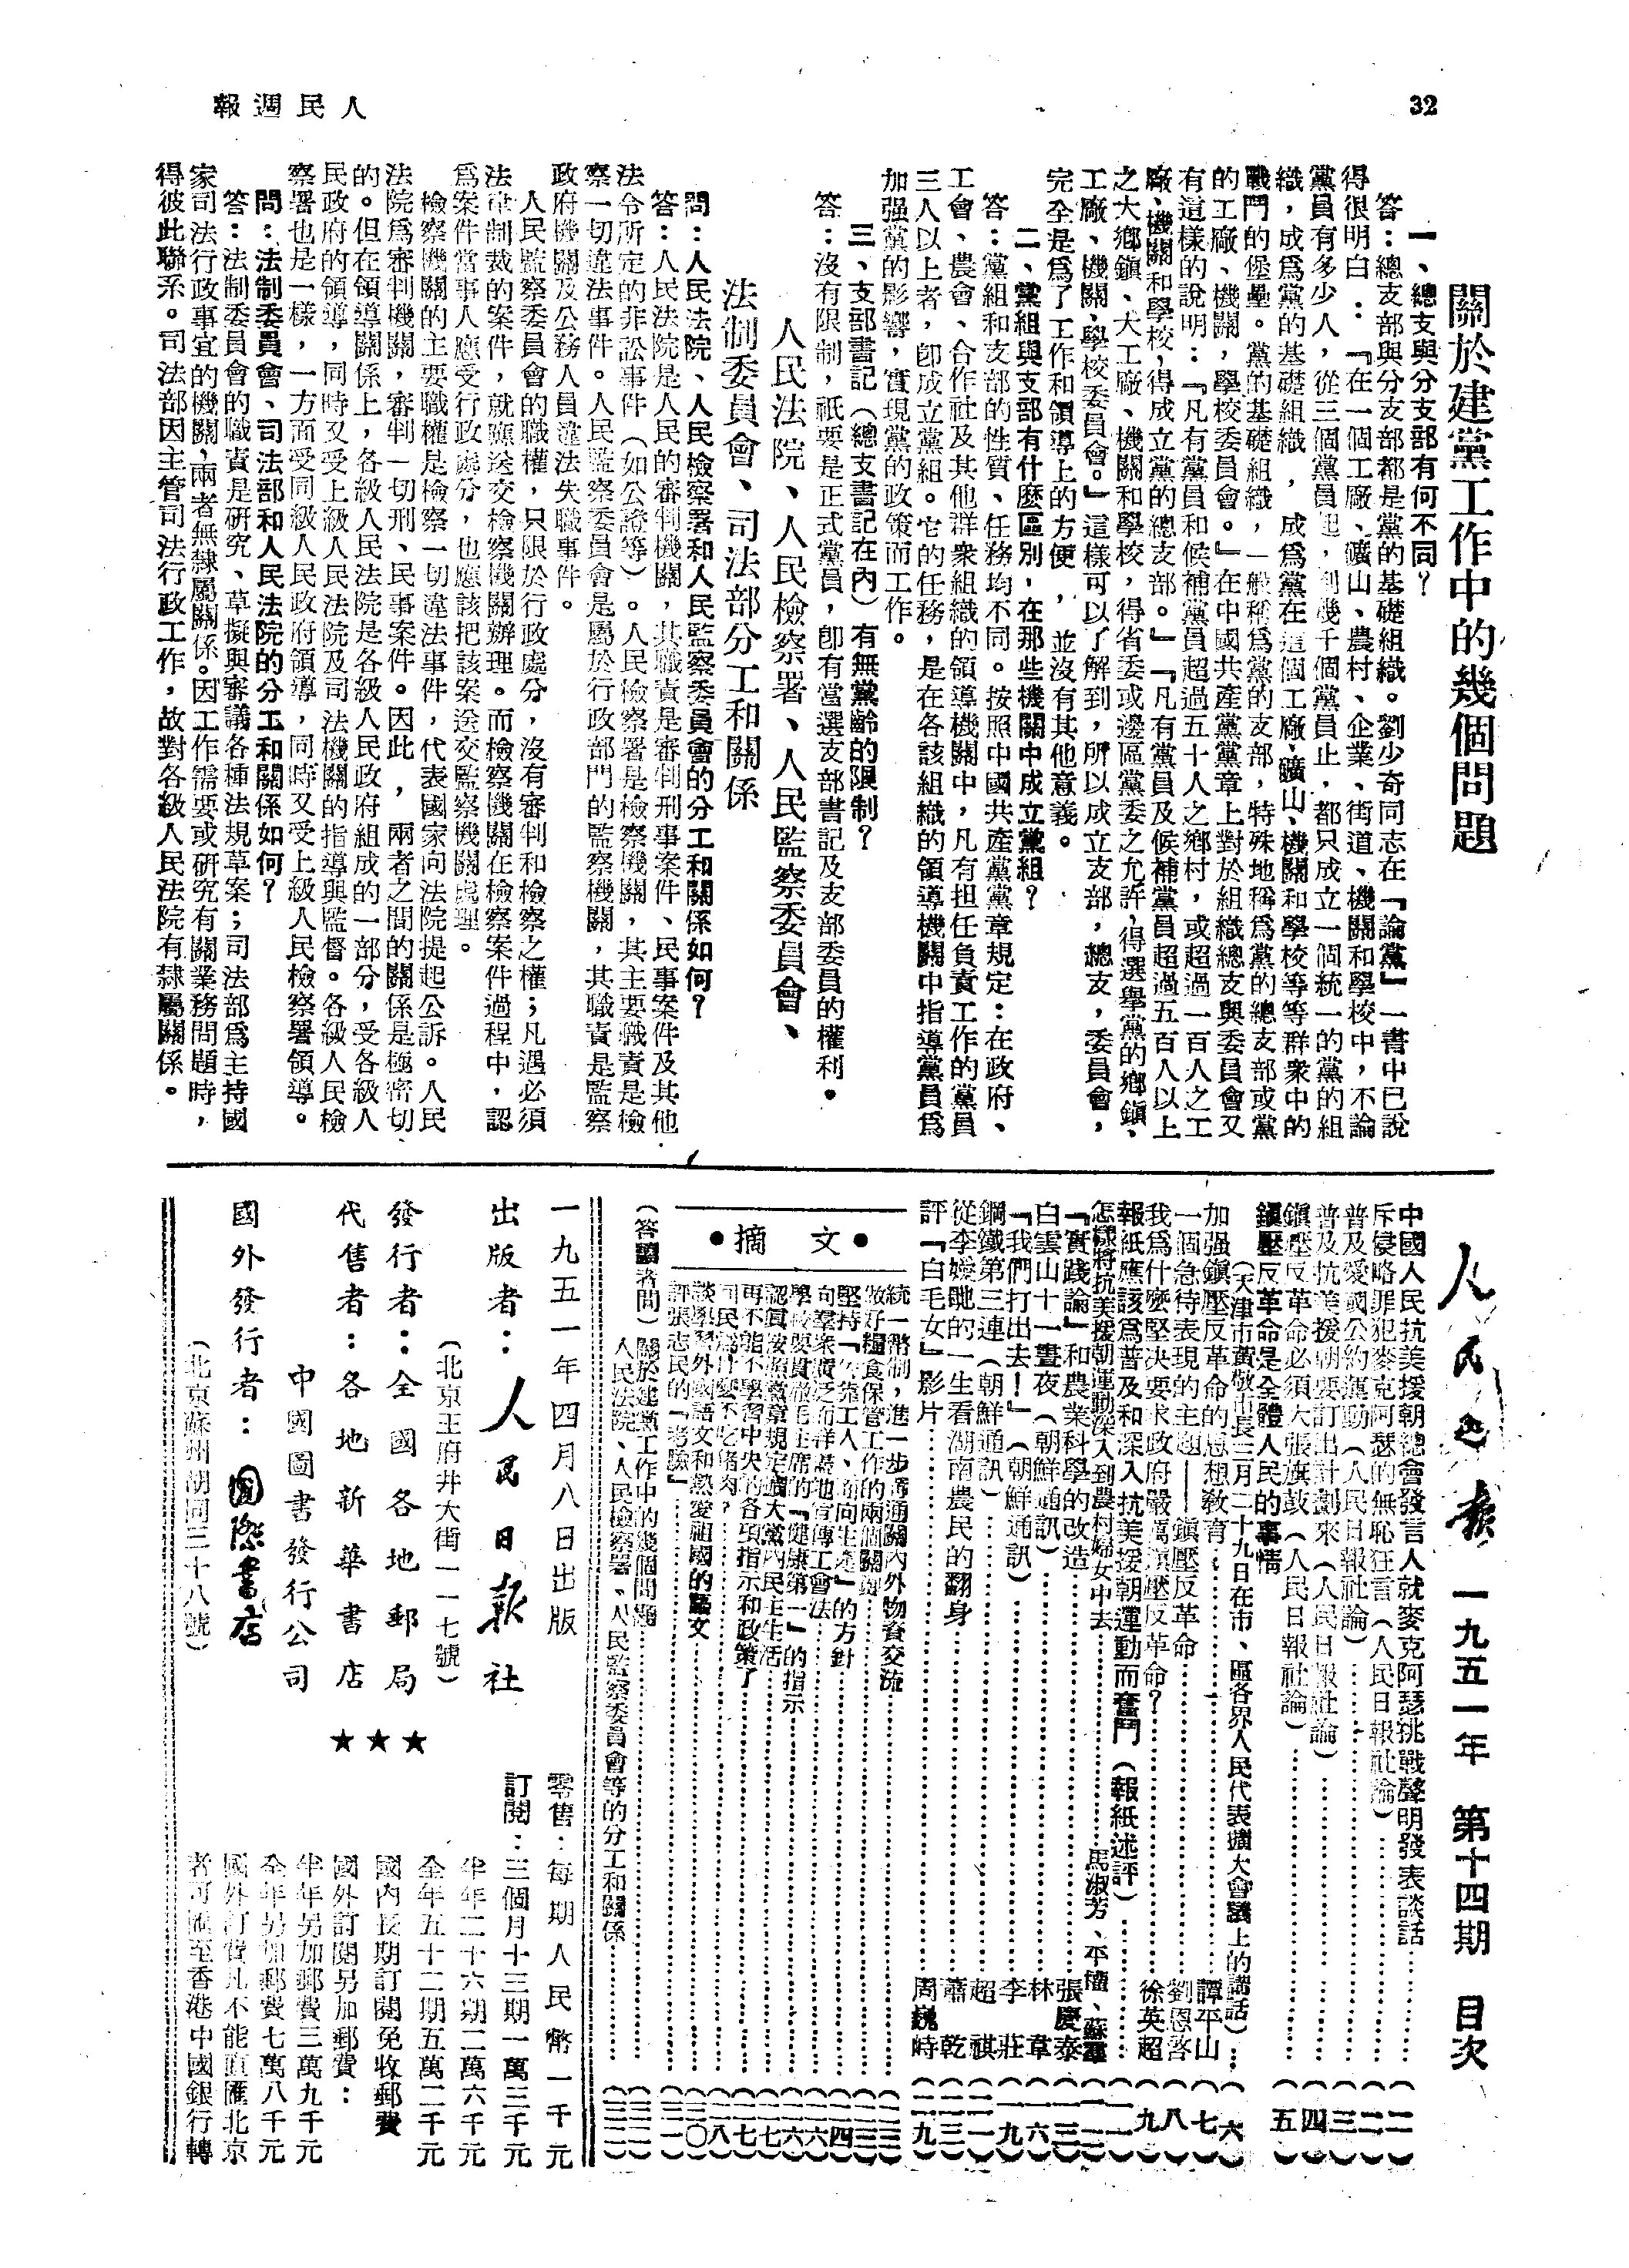 32
人民週報
關於建黨工作中的幾個問題
一、總支與分支部有何不同?
答:總支部與分支部都是黨的基礎組織。劉少奇同志在「論黨」一書中已說
得很明白:「在一個工廠、礦山、農村、企業、街道、機關和學校中,不論
黨員有多少人,從三個黨員起,到幾千個黨員止,都只成立一個統一的黨的組
織,成爲黨的基礎組織,成爲黨在這個工廠、礦山、機關和學校等等群衆中的
戰鬥的堡壘。黨的基礎組織,一般稱爲黨的支部,特殊地稱爲黨的總支部或黨
的工廠、機關,學校委員會。」在中國共產黨黨章上對於組織總支與委員會又
有這樣的說明:「凡有黨員和候補黨員超過五十人之鄉村,或超過一百人之工
廠、機關和學校,得成立黨的總支部。」「凡有黨員及候補黨員超過五百人以上
之大鄉鎮、大工廠、機關和學校,得省委或邊區黨委之允許,得選舉黨的鄉鎮、
工廠、機關、學校委員會。」這樣可以了解到,所以成立支部,總支,委員會,
完全是爲了工作和領導上的方便,並沒有其他意義。
二、黨組與支部有什麼區別,在那些機關中成立黨組?
答:黨組和支部的性質、任務均不同。按照中國共產黨黨章規定:在政府、
工會、農會、合作社及其他群衆組織的領導機關中,凡有担任負責工作的黨員
三人以上者,卽成立黨組。它的任務,是在各該組織的領導機關中指導黨員爲
加强黨的影響,實現黨的政策而工作。
三、支部書記(總支書記在內)有無黨齡的限制?
答:沒有限制,祇要是正式黨員,卽有當選支部書記及支部委員的權利。
人民法院、人民檢察署、人民監察委員會、
法制委員會、司法部分工和關係
問:人民法院、人民檢察署和人民監察委員會的分工和關係如何?
答:人民法院是人民的審判機關,其職責是審判刑事案件、民事案件及其他
法令所定的非訟事件(如公證等)。人民檢察署是檢察機關,其主要職責是檢
察一切違法事件。人民監察委員會是屬於行政部門的監察機關,其職責是監察
政府機關及公務人員違法失職事件。
人民監察委員會的職權,只限於行政處分,沒有審判和檢察之權;凡遇必須
法律制裁的案件,就應送交檢察機關辦理。而檢察機關在檢察案件過程中,認
爲案件當事人應受行政處分,也應該把該案送交監察機關處理。
檢察機關的主要職權是檢察一切違法事件,代表國家向法院提起公訴。人民
法院爲審判機關,審判一切刑、民事案件。因此,兩者之間的關係是極密切
的。但在領導關係上,各級人民法院是各級人民政府組成的一部分,受各級人
民政府的領導,同時又受上級人民法院及司法機關的指導與監督。各級人民檢
察署也是一樣,一方面受同級人民政府領導,同時又受上級人民檢察署領導。
問:法制委員會、司法部和人民法院的分工和關係如何?
答:法制委員會的職責是研究、草擬與審議各種法規草案;司法部爲主持國
家司法行政事宜的機關,兩者無隸屬關係。因工作需要或研究有關業務問題時,
得彼此聯系。司法部因主管司法行政工作,故對各級人民法院有隸屬關係。
人民週報 一九五一年 第十四期 目次
中國人民抗美援朝總會發言人就麥克阿瑟挑戰聲明發表談話……(二)
斥侵略罪犯麥克阿瑟的無恥狂言(人民日報社論)……(二)
普及愛國公約運動(人民日報社論)……(三)
普及抗美援朝要訂出計劃來(人民日報社論)……(四)
鎮壓反革命必須大張旗鼓(人民日報社論)……(五)
鎮壓反革命是全體人民的事情
(天津市黃敬市長三月二十九日在市、區各界人民代表擴大會議上的講話)……(六)
加强鎮壓反革命的思想教育……譚平山(七)
一個急待表現的主題——鎮壓反革命……劉恩啓(八)
我爲什麼堅決要求政府嚴厲鎮壓反革命?……徐英超(九)
報紙應該爲普及和深入抗美援朝運動而奮鬥(報紙述評)……(一一)
怎樣將抗美援朝運動深入到農村婦女中去……馬淑芳、平儘、蘇軍(一二)
「實踐論」和農業科學的改造……張慶泰(一三)
白雲山十一晝夜(朝鮮通訊)……林韋(一六)
「我們打出去!」(朝鮮通訊)……李莊(一九)
鋼鐵第三連(朝鮮通訊)……超祺(二一)
從李嫒毑的一生看湖南農民的翻身……蕭乾(二三)
評「白毛女」影片……周巍峙(二九)
●文摘●
統一幣制,進一步溝通關內外物資交流……(三)
做好糧食保管工作的兩個關鍵……(三)
堅持「依靠工人、面向生產」的方針……(四)
向羣衆廣泛而祥盡地宣傳工會法……(六)
學校要貫徹毛主席的「健康第一」的指示……(六)
認真按照黨章規定擴大黨內民主生活……(七)
再不能不學習中央的各項指示和政策了……(七)
回民爲什麼不吃豬肉?……(八)
談學習外國語文和熱愛祖國的語文……(三〇)
評張志民的「考驗」……(三一)
(答讀者問)關於建黨工作中的幾個問題……(三二)
人民法院、人民檢察署、人民監察委員會等的分工和關係……(三二)
一九五一年四月八日出版
出版者:人民日報社
(北京王府井大街一一七號)
發行者:全國各地郵局
代售者:各地新華書店
中國圖書發行公司
國外發行者:國際書店
(北京蘇州胡同三十八號)
★★★
零售:每期人民幣一千元
訂閱:三個月十三期一萬三千元
半年二十六期二萬六千元
全年五十二期五萬二千元
國內長期訂閱免收郵費
國外訂閱另加郵費:
半年另加郵費三萬九千元
全年另加郵費七萬八千元
國外訂費凡不能直匯北京
者可匯至香港中國銀行轉